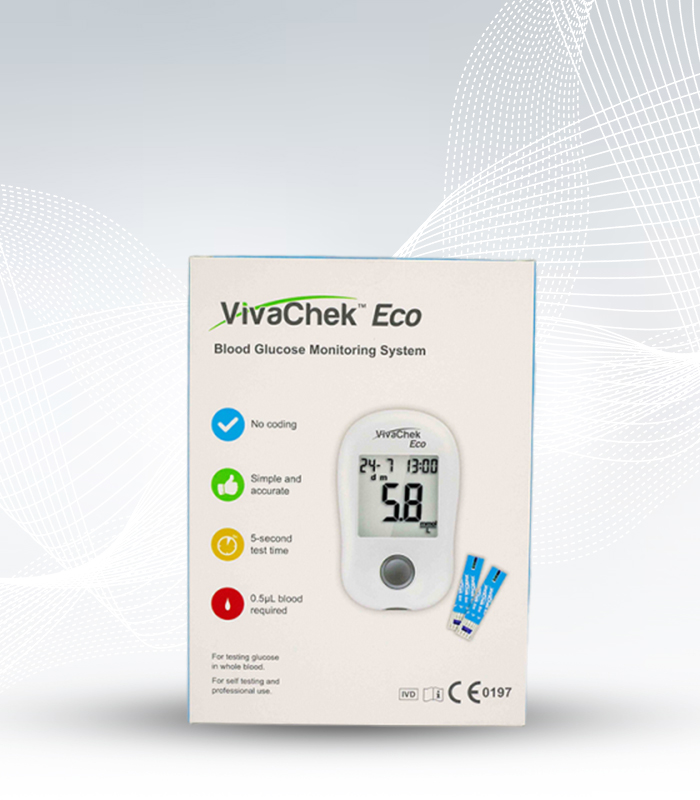 VivaChek™ Eco
Blood Glucose Monitoring System
No coding
Simple and
accurate
5-second
test time
0.5µL blood
required
VivaChek
Eco
24- 7 13:00
d m
5.8
mmol
L
For testing glucose
in whole blood.
For self testing and
professional use.
IVD
i
CE 0197